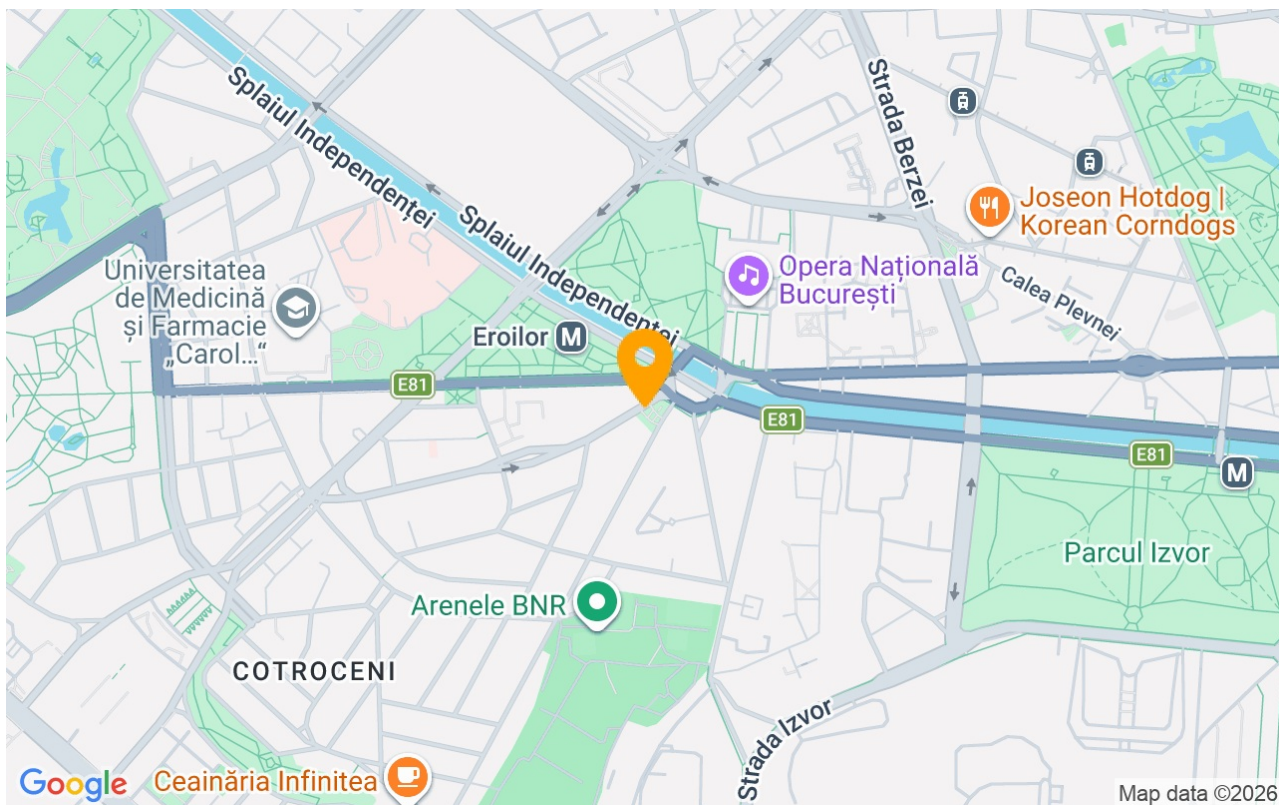 Splaiul Independenței
Strada Berzei
Joseon Hotdog |
Korean Corndogs
Splaiul Independenței
Universitatea
de Medicină
și Farmacie
„Carol...“
Opera Națională
București
Calea Plevnei
Eroilor M
E81
E81
E81
M
Parcul Izvor
Arenele BNR
COTROCENI
Strada Izvor
Google
Ceainăria Infinitea
Map data ©2026